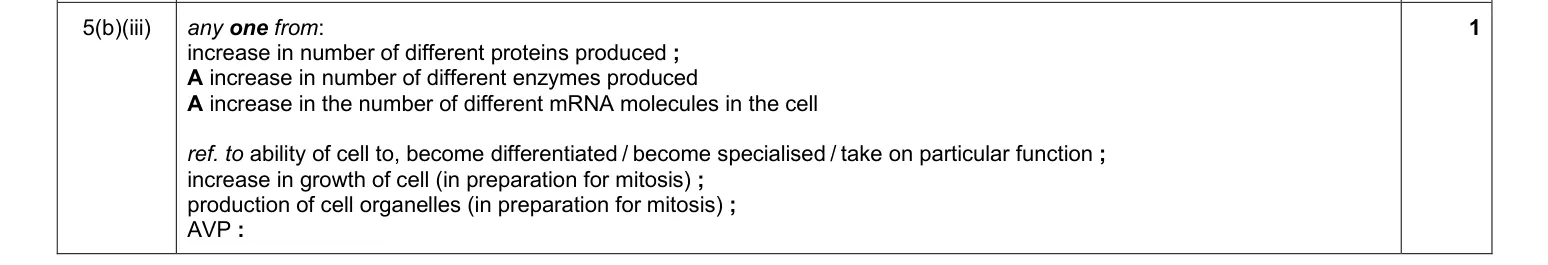 5(b)(iii)
any one from:
increase in number of different proteins produced ;
A increase in number of different enzymes produced
A increase in the number of different mRNA molecules in the cell
ref. to ability of cell to, become differentiated / become specialised / take on particular function ;
increase in growth of cell (in preparation for mitosis) ;
production of cell organelles (in preparation for mitosis) ;
AVP :
1